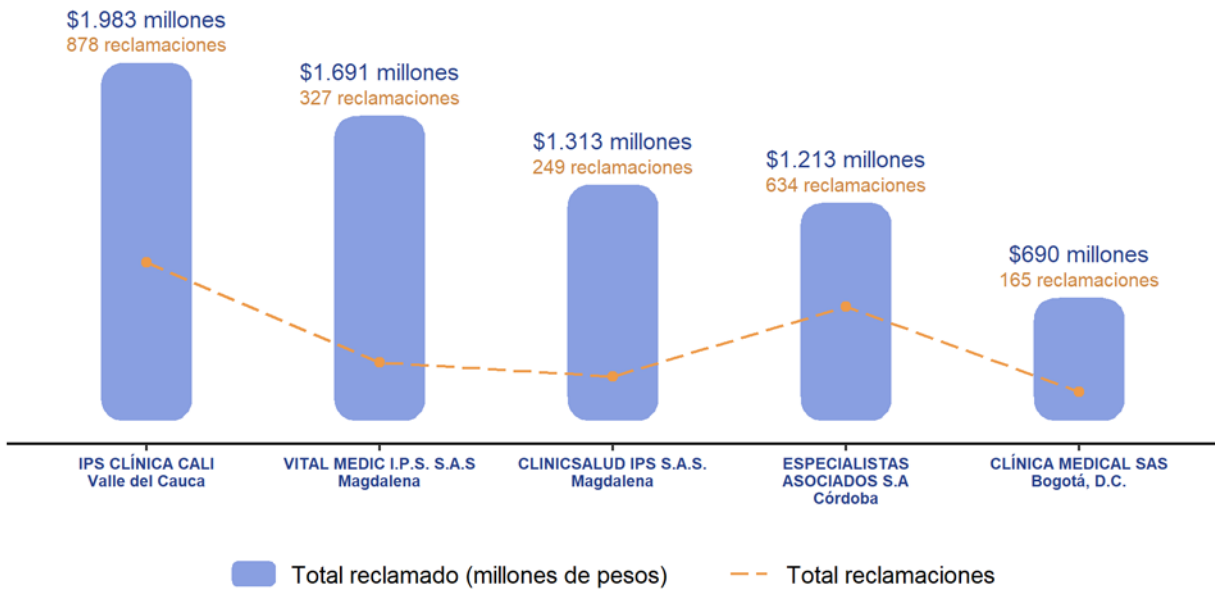 $1.983 millones
878 reclamaciones
$1.691 millones
327 reclamaciones
$1.313 millones
249 reclamaciones
$1.213 millones
634 reclamaciones
$690 millones
165 reclamaciones
IPS CLÍNICA CALI
Valle del Cauca
VITAL MEDIC I.P.S. S.A.S
Magdalena
CLINICSALUD IPS S.A.S.
Magdalena
ESPECIALISTAS
ASOCIADOS S.A
Córdoba
CLÍNICA MEDICAL SAS
Bogotá, D.C.
Total reclamado (millones de pesos)
Total reclamaciones